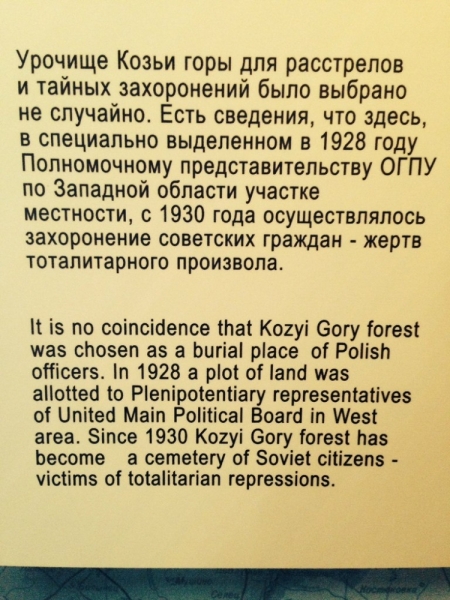 Урочище Козьи горы для расстрелов
и тайных захоронений было выбрано
не случайно. Есть сведения, что здесь,
в специально выделенном в 1928 году
Полномочному представительству ОГПУ
по Западной области участке
местности, с 1930 года осуществлялось
захоронение советских граждан - жертв
тоталитарного произвола.
It is no coincidence that Kozyi Gory forest
was chosen as a burial place of Polish
officers. In 1928 a plot of land was
allotted to Plenipotentiary representatives
of United Main Political Board in West
area. Since 1930 Kozyi Gory forest has
become a cemetery of Soviet citizens -
victims of totalitarian repressions.